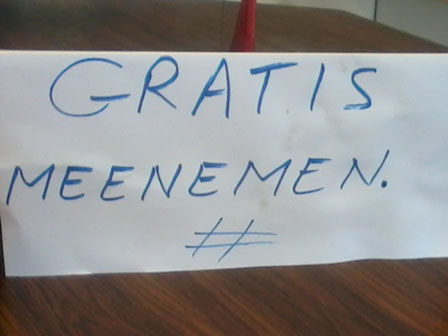 GRATIS
MEENEMEN.
#